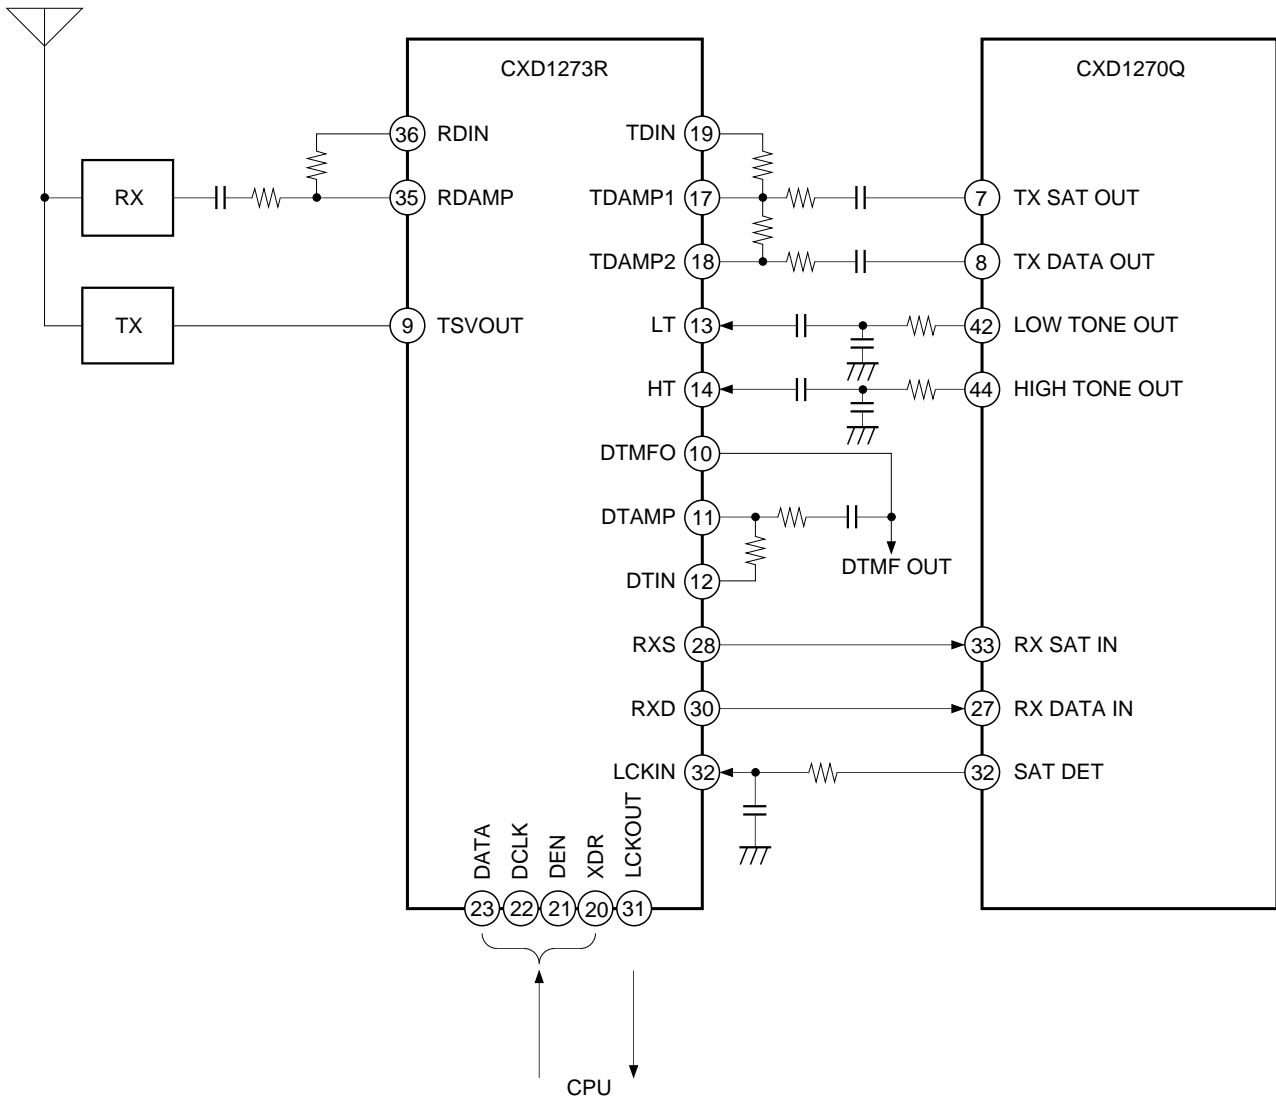 CXD1273R
CXD1270Q
36 RDIN
TDIN 19
RX
35 RDAMP
TDAMP1 17
7 TX SAT OUT
TDAMP2 18
8 TX DATA OUT
TX
9 TSVOUT
LT 13
42 LOW TONE OUT
HT 14
44 HIGH TONE OUT
DTMFO 10
DTAMP 11
DTMF OUT
DTIN 12
RXS 28
33 RX SAT IN
RXD 30
27 RX DATA IN
LCKIN 32
32 SAT DET
DATA
DCLK
DEN
XDR
LCKOUT
23 22 21 20 31
CPU